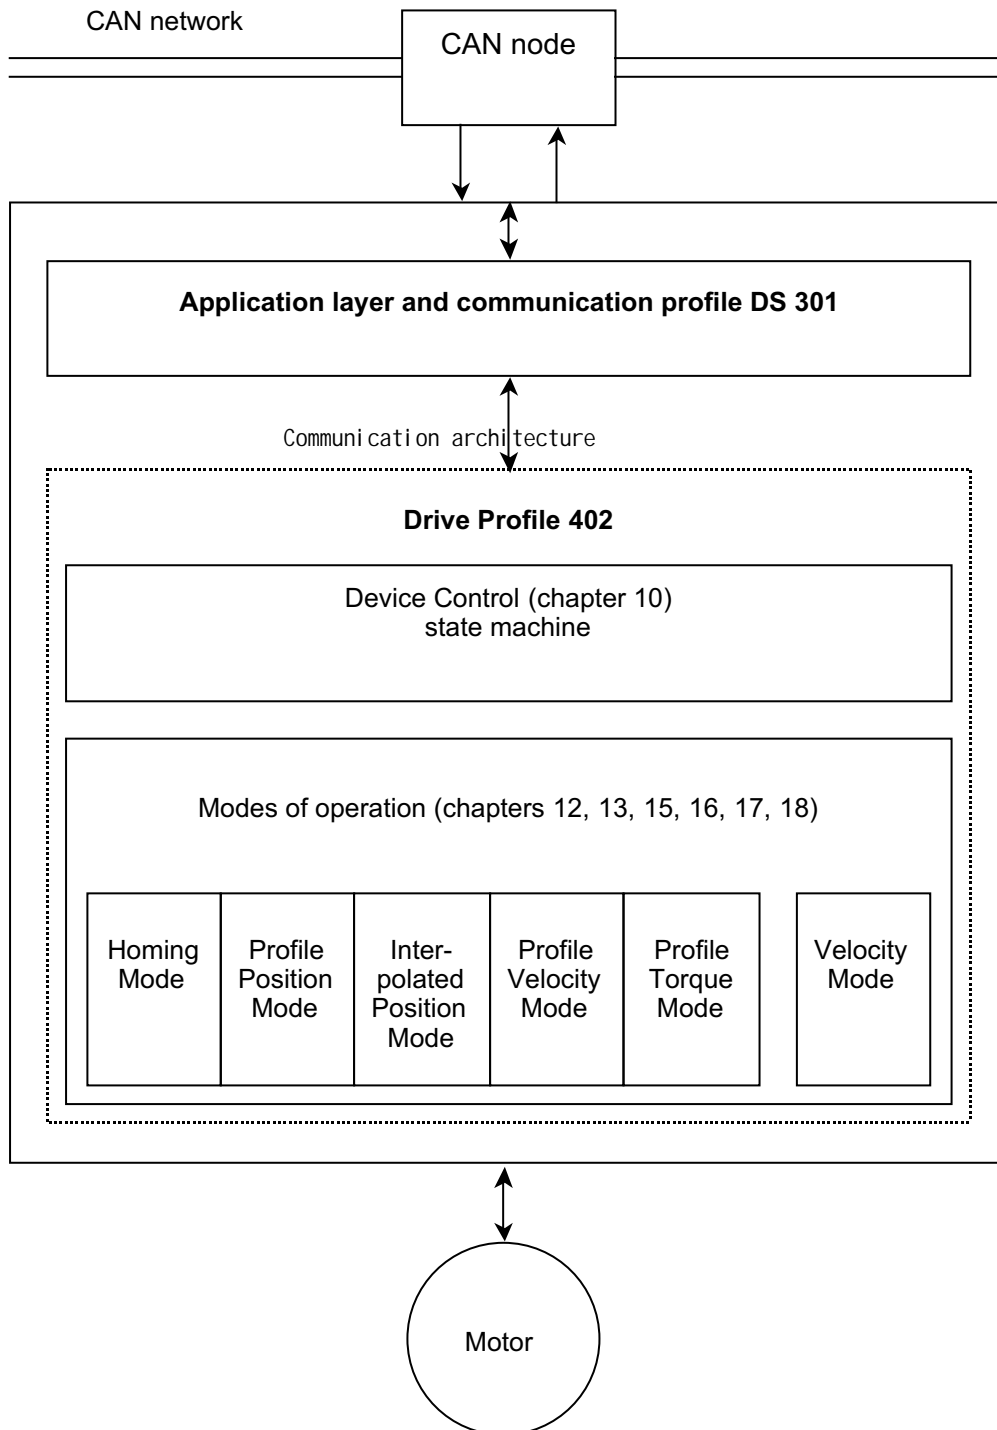 CAN network
CAN node
Application layer and communication profile DS 301
Communication architecture
Drive Profile 402
Device Control (chapter 10)
state machine
Modes of operation (chapters 12, 13, 15, 16, 17, 18)
Homing
Mode
Profile
Position
Mode
Inter-
polated
Position
Mode
Profile
Velocity
Mode
Profile
Torque
Mode
Velocity
Mode
Motor